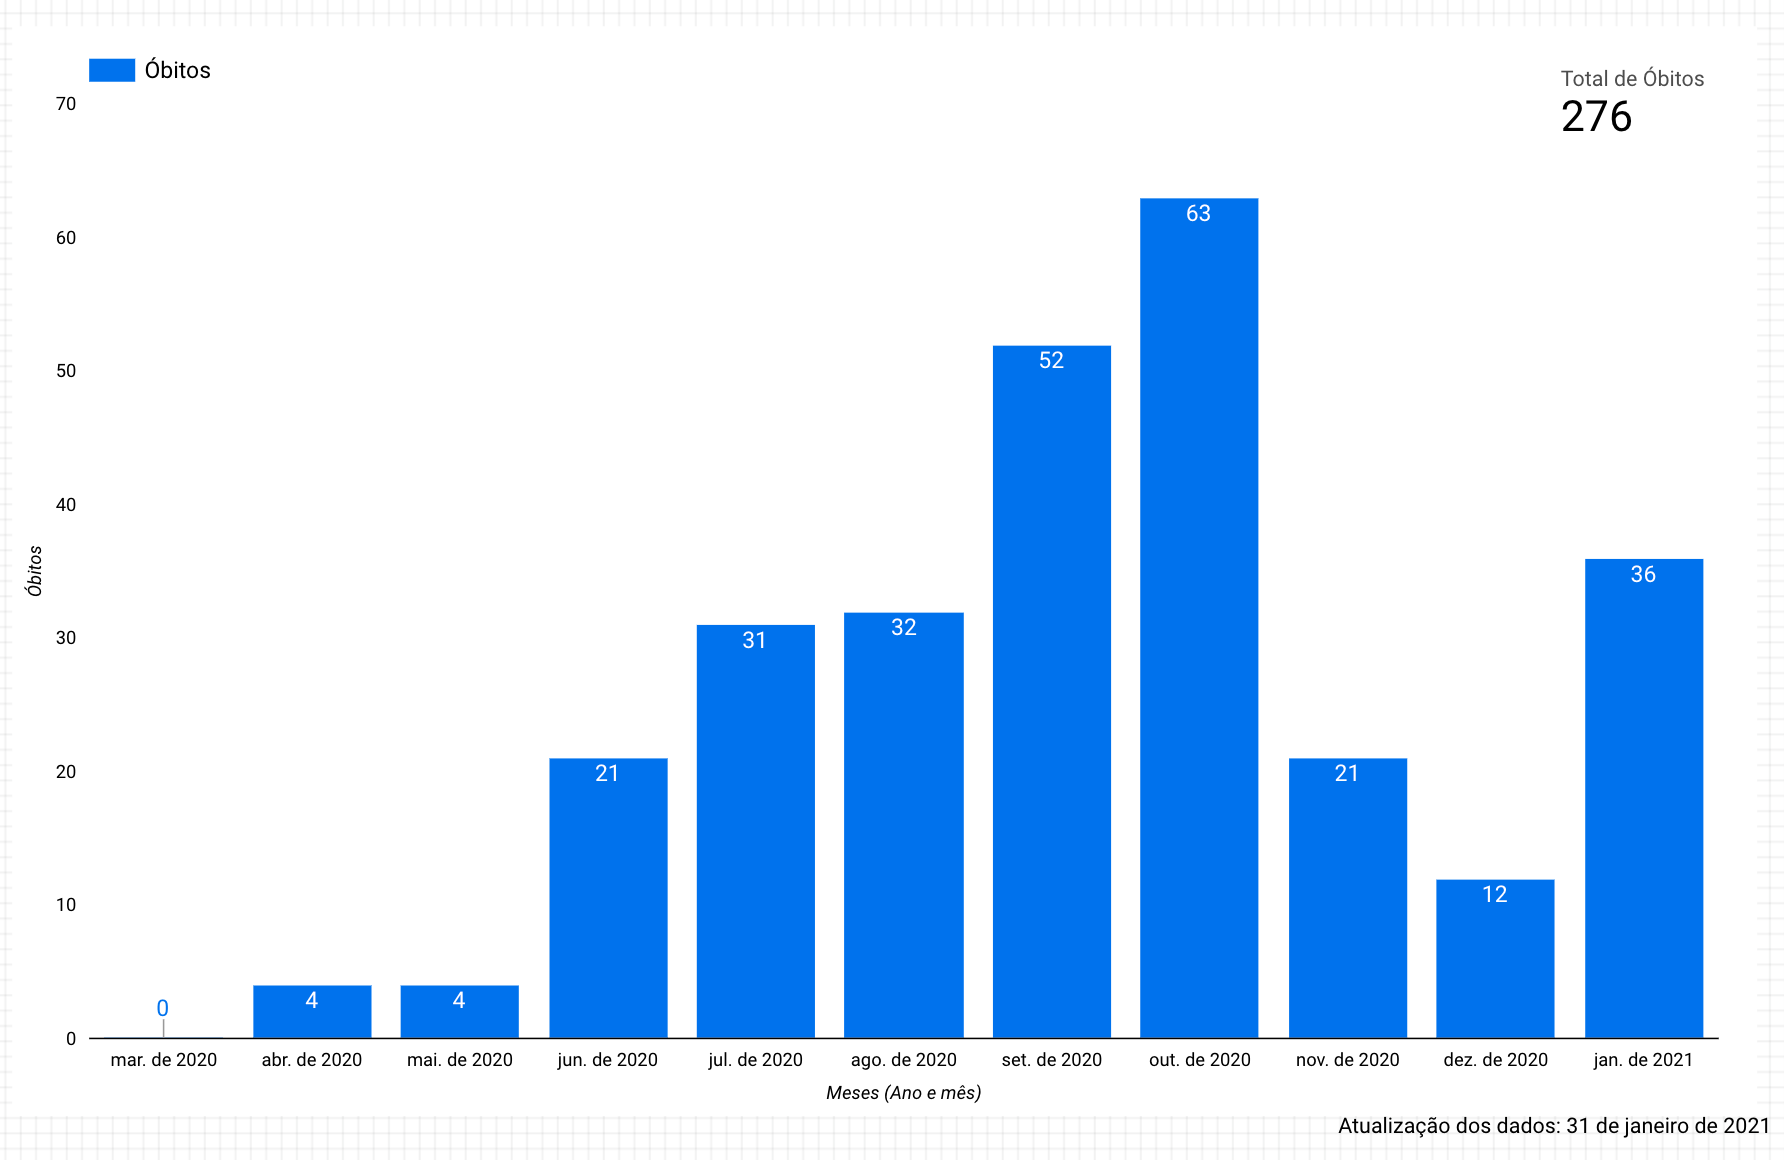 Óbitos
Total de Óbitos
276
70
60
50
40
30
20
10
0
Óbitos
0
4
4
21
31
32
52
63
21
12
36
mar. de 2020
abr. de 2020
mai. de 2020
jun. de 2020
jul. de 2020
ago. de 2020
set. de 2020
out. de 2020
nov. de 2020
dez. de 2020
jan. de 2021
Meses (Ano e mês)
Atualização dos dados: 31 de janeiro de 2021